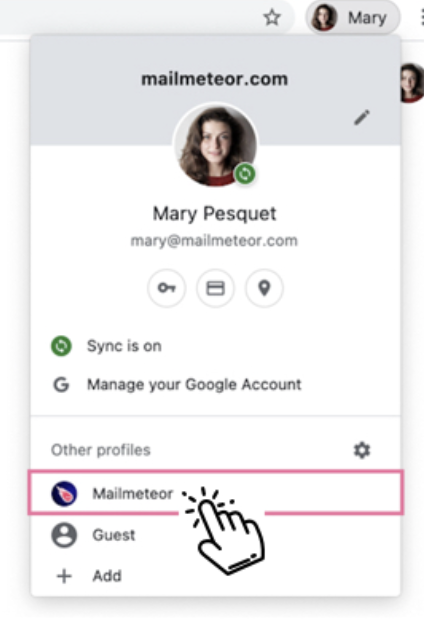 Mary
mailmeteor.com
Mary Pesquet
mary@mailmeteor.com
Sync is on
G Manage your Google Account
Other profiles
Mailmeteor
Guest
+ Add